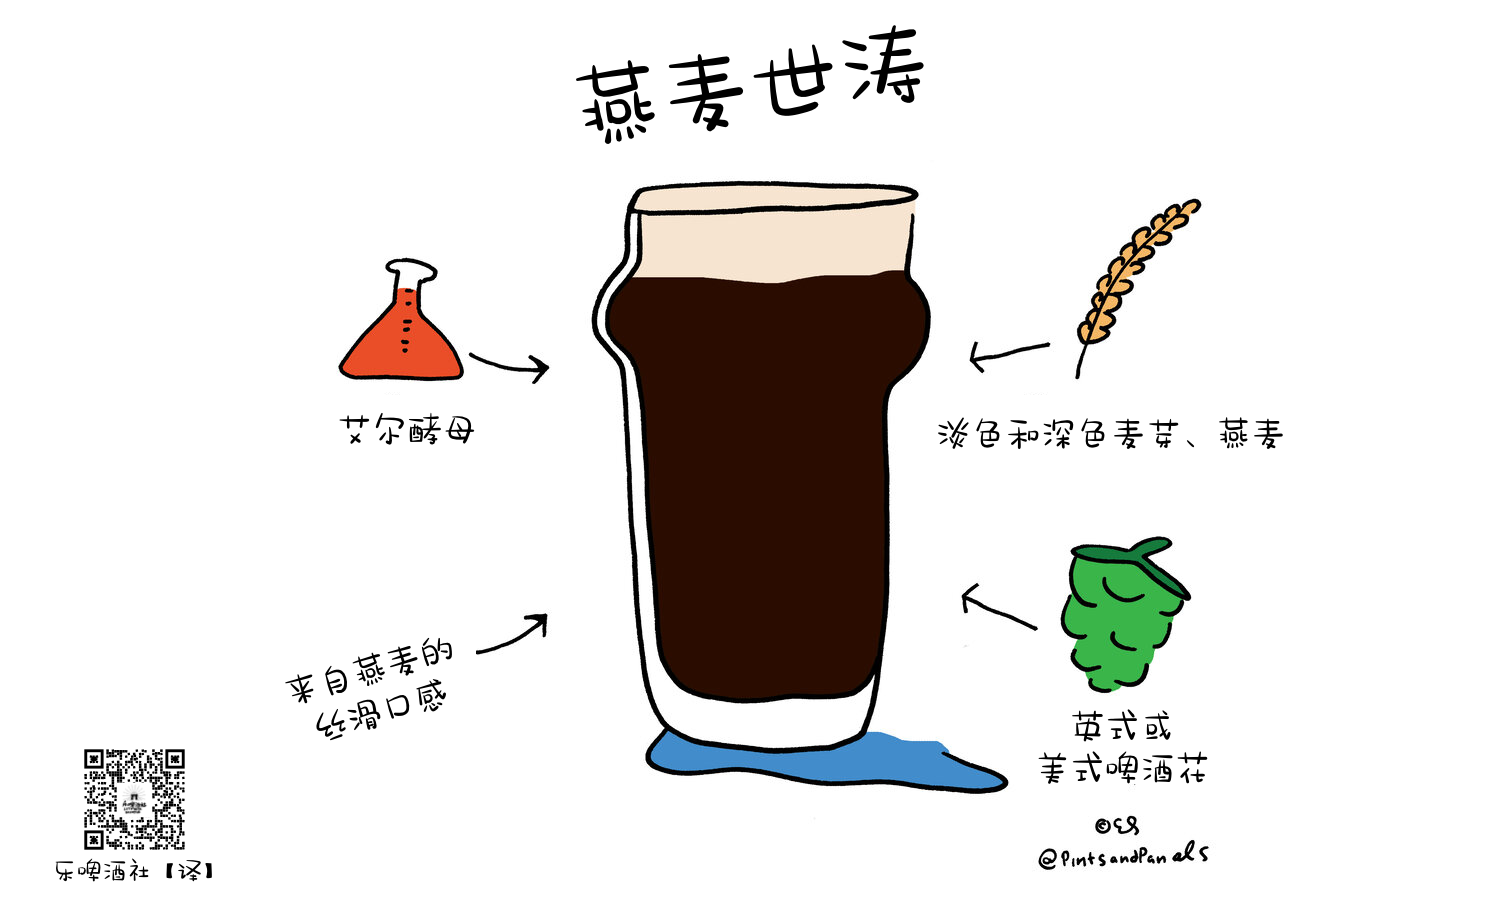 燕麦世涛
艾尔酵母
淡色和深色麦芽、燕麦
来自燕麦的
丝滑口感
英式或
美式啤酒花
©ES
@PintsandPanels
乐啤酒社【译】